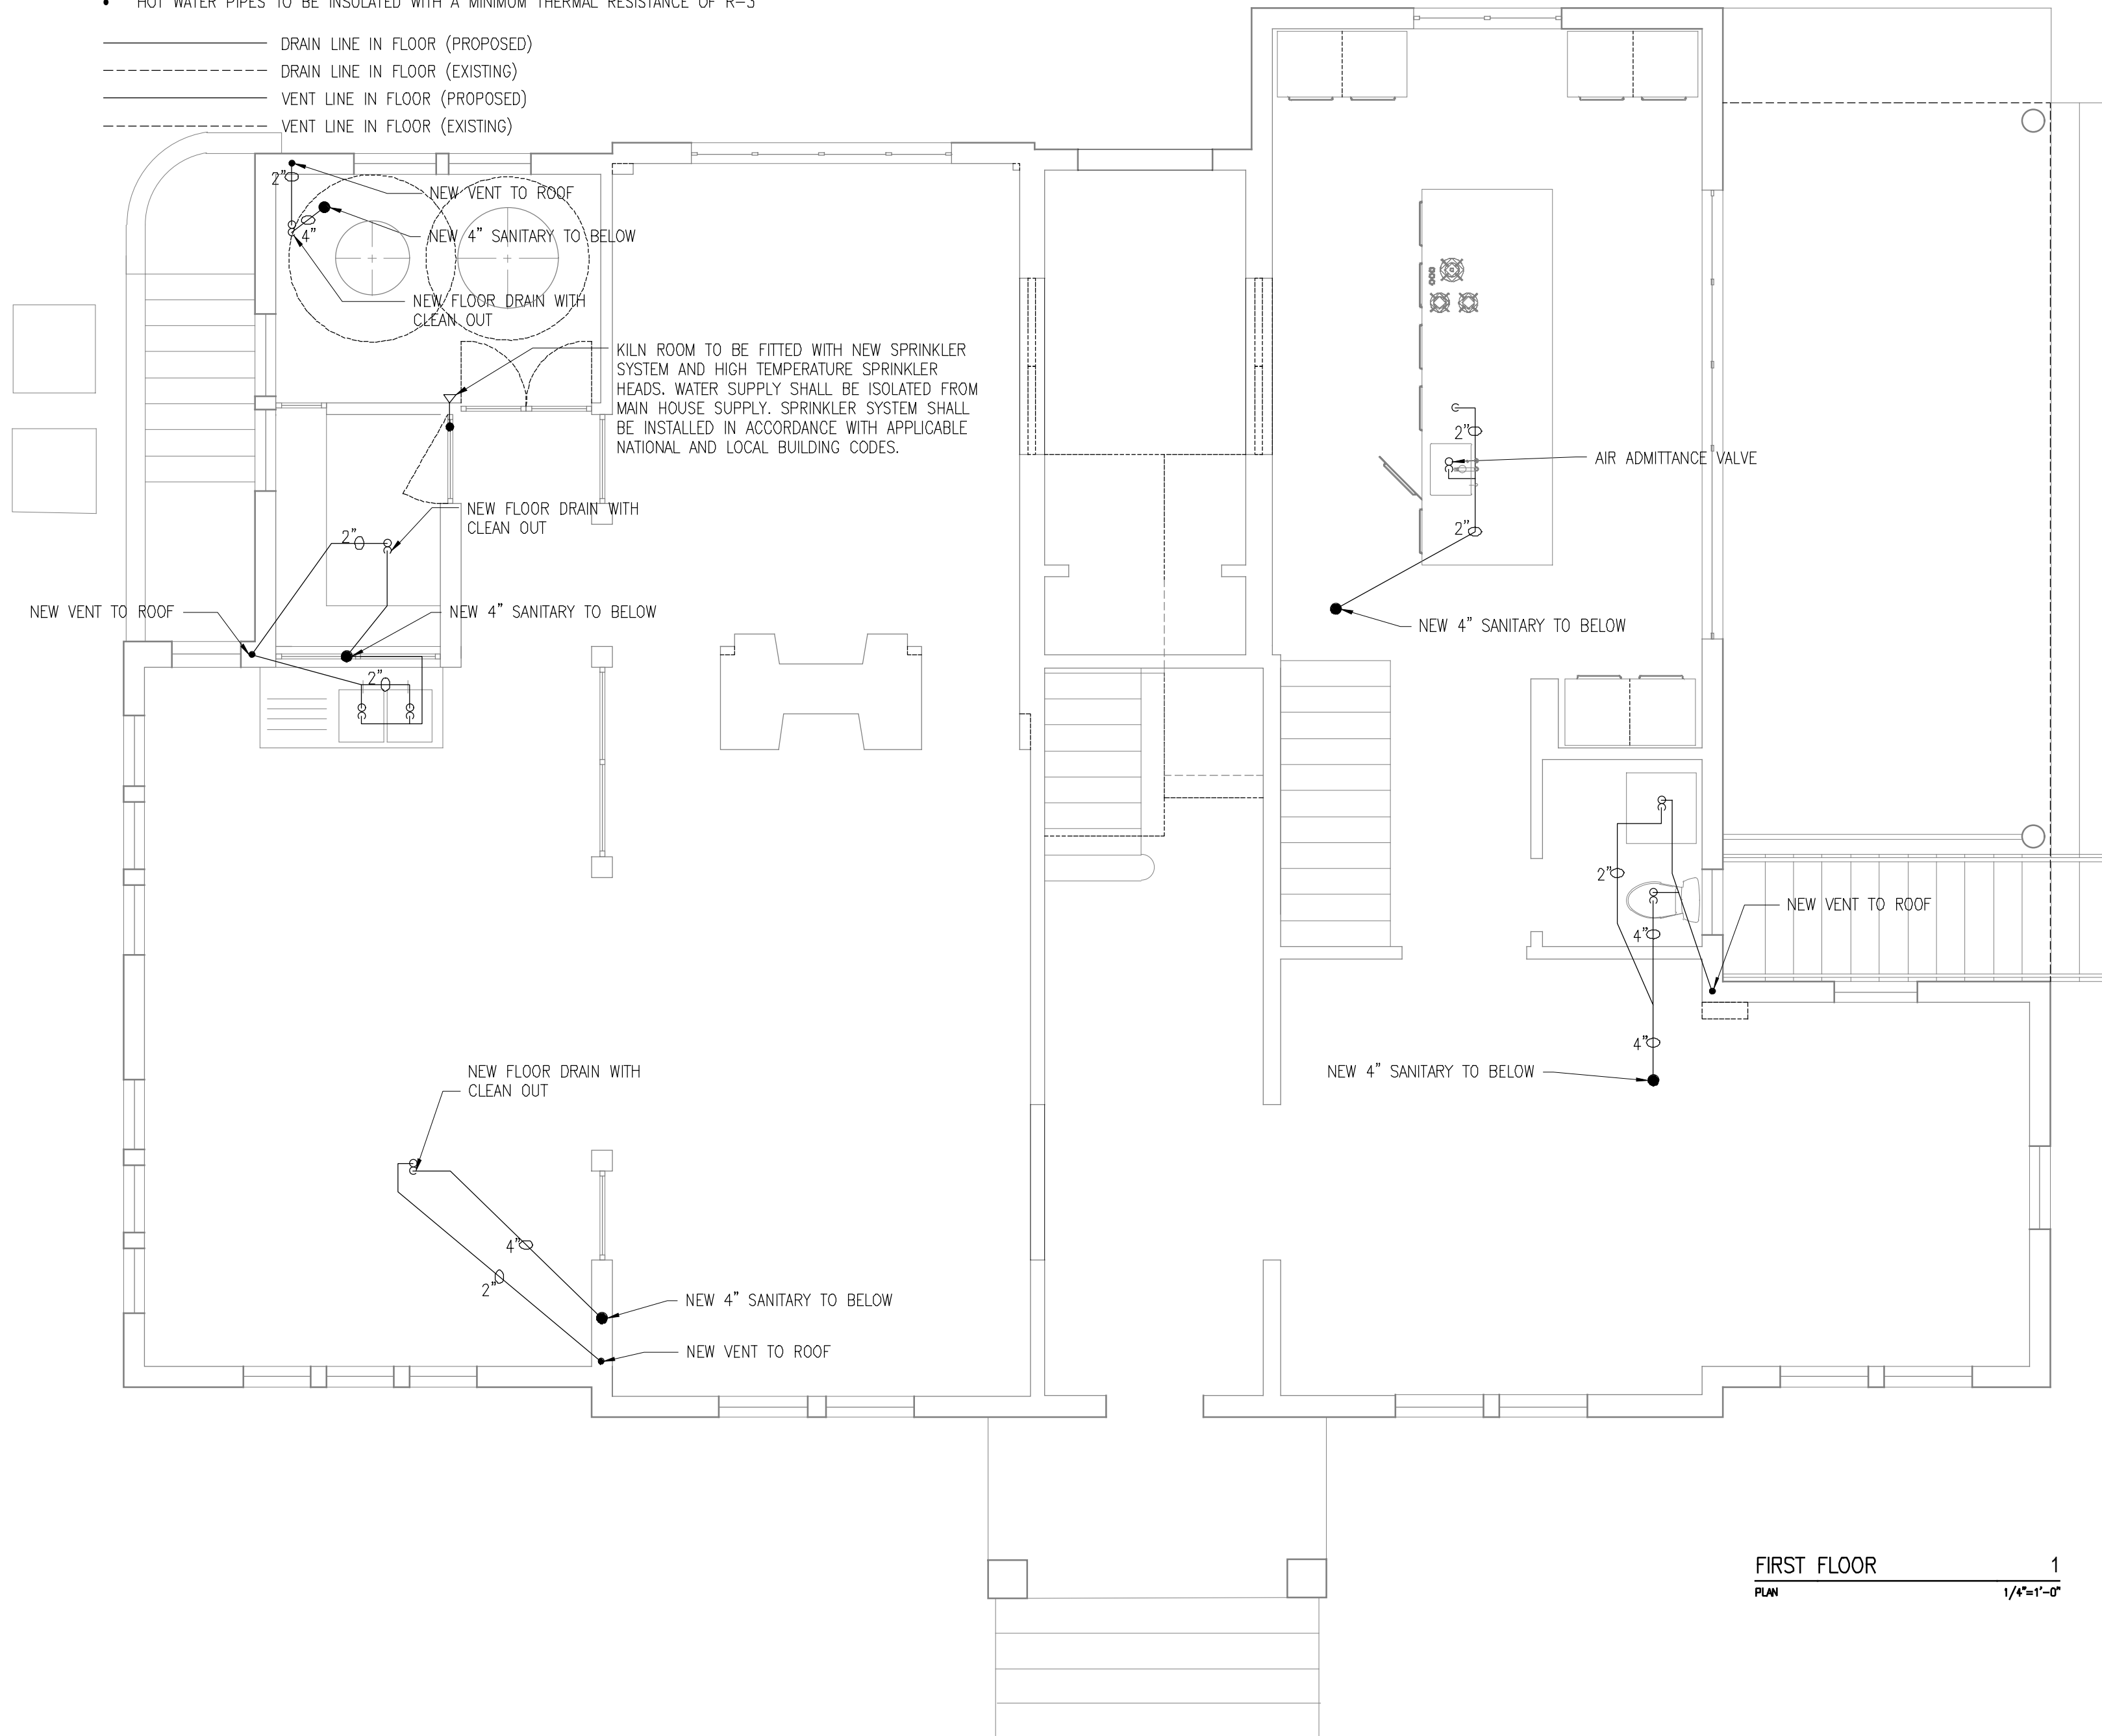 • HOT WATER PIPES TO BE INSULATED WITH A MINIMUM THERMAL RESISTANCE OF R-3
DRAIN LINE IN FLOOR (PROPOSED)
DRAIN LINE IN FLOOR (EXISTING)
VENT LINE IN FLOOR (PROPOSED)
VENT LINE IN FLOOR (EXISTING)
2"
NEW VENT TO ROOF
4"
NEW 4" SANITARY TO BELOW
NEW FLOOR DRAIN WITH
CLEAN OUT
KILN ROOM TO BE FITTED WITH NEW SPRINKLER
SYSTEM AND HIGH TEMPERATURE SPRINKLER
HEADS. WATER SUPPLY SHALL BE ISOLATED FROM
MAIN HOUSE SUPPLY. SPRINKLER SYSTEM SHALL
BE INSTALLED IN ACCORDANCE WITH APPLICABLE
NATIONAL AND LOCAL BUILDING CODES.
2"
AIR ADMITTANCE VALVE
2"
NEW FLOOR DRAIN WITH
CLEAN OUT
2"
NEW VENT TO ROOF
NEW 4" SANITARY TO BELOW
NEW 4" SANITARY TO BELOW
2"
2"
NEW VENT TO ROOF
4"
4"
NEW 4" SANITARY TO BELOW
NEW FLOOR DRAIN WITH
CLEAN OUT
4"
2"
NEW 4" SANITARY TO BELOW
NEW VENT TO ROOF
FIRST FLOOR 1
PLAN 1/4"=1'-0"